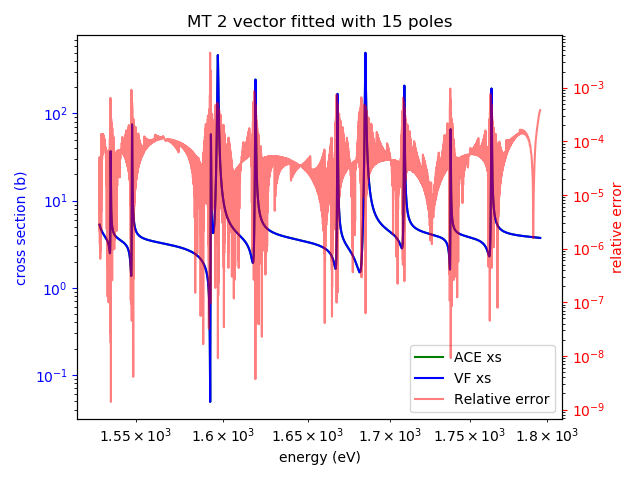 MT 2 vector fitted with 15 poles
cross section (b)
10²
10¹
10⁰
10⁻¹
10⁻³
10⁻⁴
10⁻⁵
10⁻⁶
10⁻⁷
10⁻⁸
10⁻⁹
relative error
ACE xs
VF xs
Relative error
1.55 × 10³ 1.6 × 10³ 1.65 × 10³ 1.7 × 10³ 1.75 × 10³ 1.8 × 10³
energy (eV)